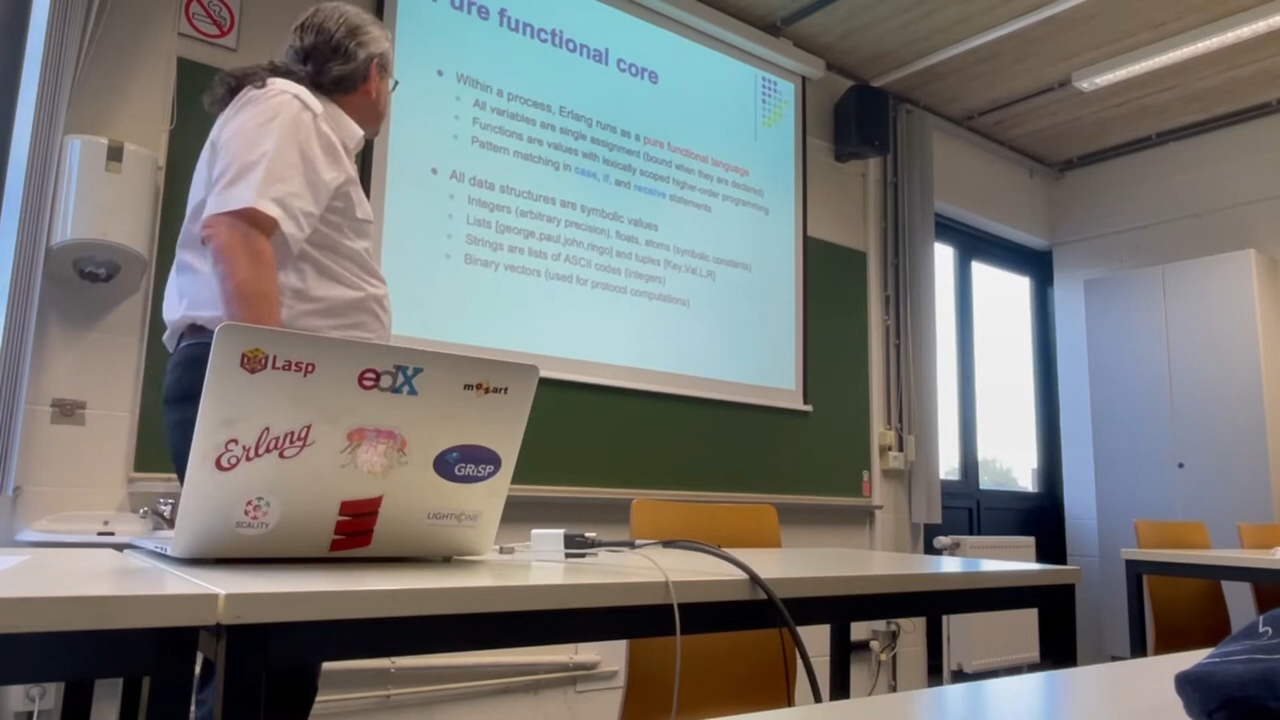 Pure functional core
Within a process, Erlang runs as a pure functional language
All variables are single assignment (bound when they are declared)
Functions are values with lexically scoped higher-order programming
Pattern matching in case, if, and receive statements
All data structures are symbolic values
Integers (arbitrary precision), floats, atoms (symbolic constants)
Lists [george,paul,john,ringo] and tuples {Key,Val,L,R}
Strings are lists of ASCII codes (integers)
Binary vectors (used for protocol computations)
Lasp
edX
mozart
Erlang
GRiSP
SCALITY
LIGHTKONE